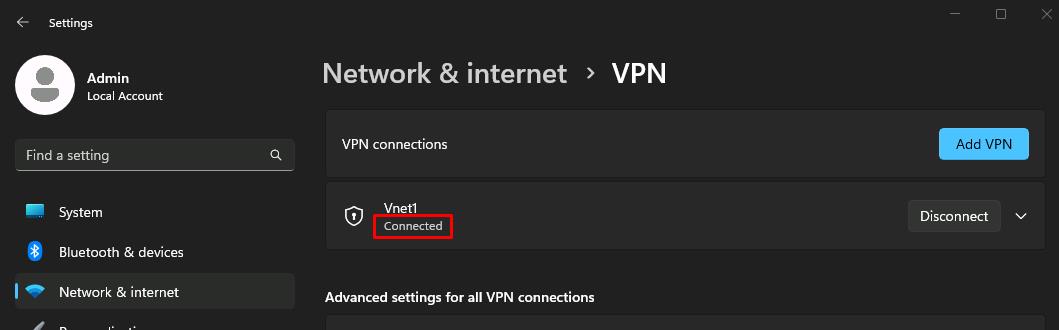 Settings
Admin
Local Account
Find a setting
System
Bluetooth & devices
Network & internet
Network & internet > VPN
VPN connections
Add VPN
Vnet1
Connected
Disconnect
Advanced settings for all VPN connections